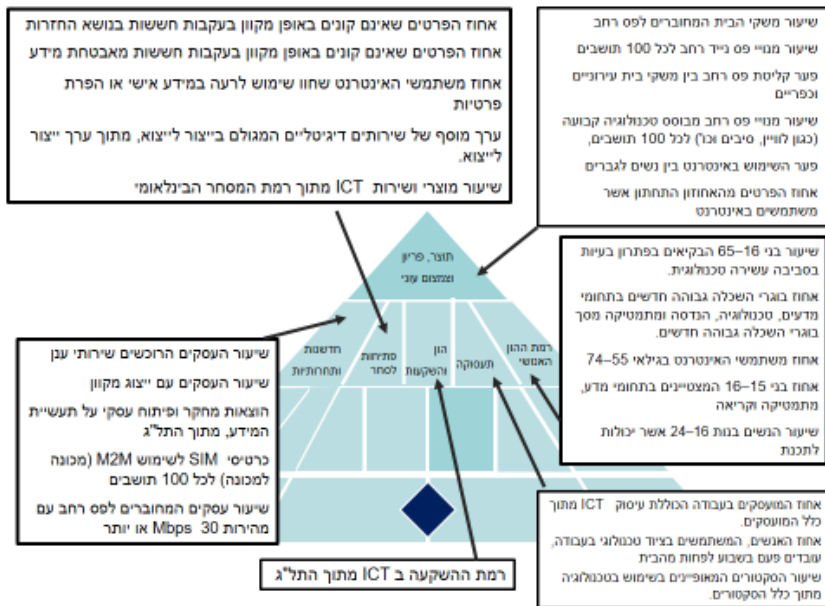 אחוז הפרטים שאינם קונים באופן מקוון בעקבות חששות בנושא החזרות
אחוז הפרטים שאינם קונים באופן מקוון בעקבות חששות מאבטחת מידע
אחוז משתמשי האינטרנט שחוו שימוש לרעה במידע אישי או הפרת
פרטיות
ערך מוסף של שירותים דיגיטליים המגולם בייצור לייצוא, מתוך ערך ייצור
לייצוא.
שיעור מוצרי ושירות ICT מתוך רמת המסחר הבינלאומי
שיעור משקי הבית המחוברים לפס רחב
שיעור מנויי פס נייד רחב לכל 100 תושבים
פער קליטת פס רחב בין משקי בית עירוניים
וכפריים
שיעור מנויי פס רחב מבוסס טכנולוגיה קבועה
(כגון לוויין, סיבים וכו') לכל 100 תושבים,
פער השימוש באינטרנט בין נשים לגברים
אחוז הפרטים מהאחוזון התחתון אשר
משתמשים באינטרנט
תוצר, פריון
וצמצום עוני
רמת ההון
האנושי
תעסוקה
הון
והשקעות
פתיחות
לסחר
חדשנות
ותחרותיות
שיעור בני 16–65 הבקיאים בפתרון בעיות
בסביבה עשירה טכנולוגית.
אחוז בוגרי השכלה גבוהה חדשים בתחומי
מדעים, טכנולוגיה, הנדסה ומתמטיקה מסך
בוגרי השכלה גבוהה חדשים.
אחוז משתמשי האינטרנט בגילאי 55–74
אחוז בני 15–16 המצטיינים בתחומי מדע,
מתמטיקה וקריאה
שיעור הנשים בנות 16–24 אשר יכולות
לתכנת
שיעור העסקים הרוכשים שירותי ענן
שיעור העסקים עם ייצוג מקוון
הוצאות מחקר ופיתוח עסקי על תעשיית
המידע, מתוך התל"ג
כרטיסי SIM לשימוש M2M (מכונה
למכונה) לכל 100 תושבים
שיעור עסקים המחוברים לפס רחב עם
מהירות 30 Mbps או יותר
רמת ההשקעה ב ICT מתוך התל"ג
אחוז המועסקים בעבודה הכוללת עיסוק ICT מתוך
כלל המועסקים.
אחוז האנשים, המשתמשים בציוד טכנולוגי בעבודה,
עובדים פעם בשבוע לפחות מהבית
שיעור הסקטורים המאופיינים בשימוש בטכנולוגיה
מתוך כלל הסקטורים.